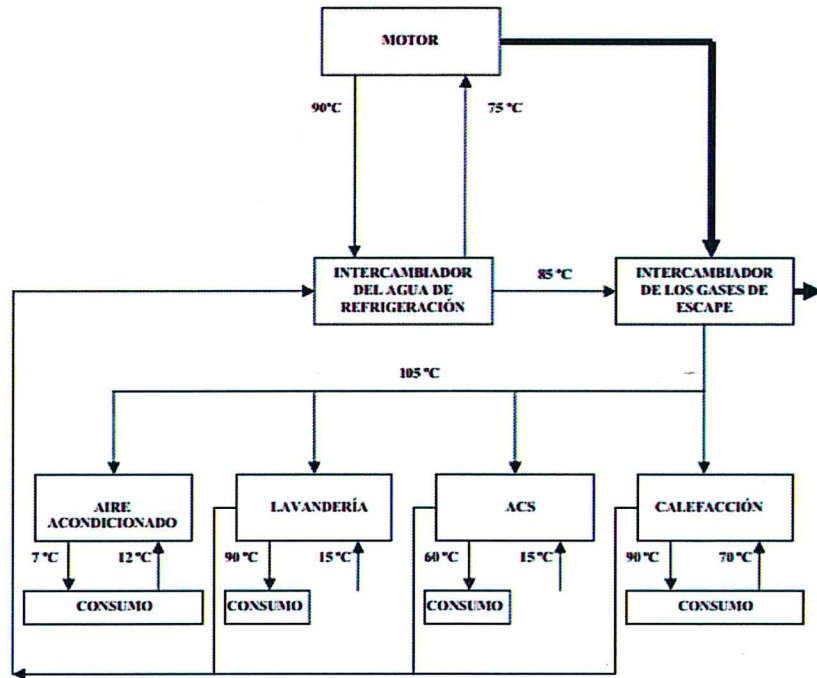 MOTOR
90°C
75 °C
INTERCAMBIADOR
DEL AGUA DE
REFRIGERACIÓN
85°C
INTERCAMBIADOR
DE LOS GASES DE
ESCAPE
105 °C
AIRE
ACONDICIONADO
LAVANDERÍA
ACS
CALEFACCIÓN
7 °C
12 °C
90 °C
15 °C
60 °C
15 °C
90 °C
70 °C
CONSUMO
CONSUMO
CONSUMO
CONSUMO